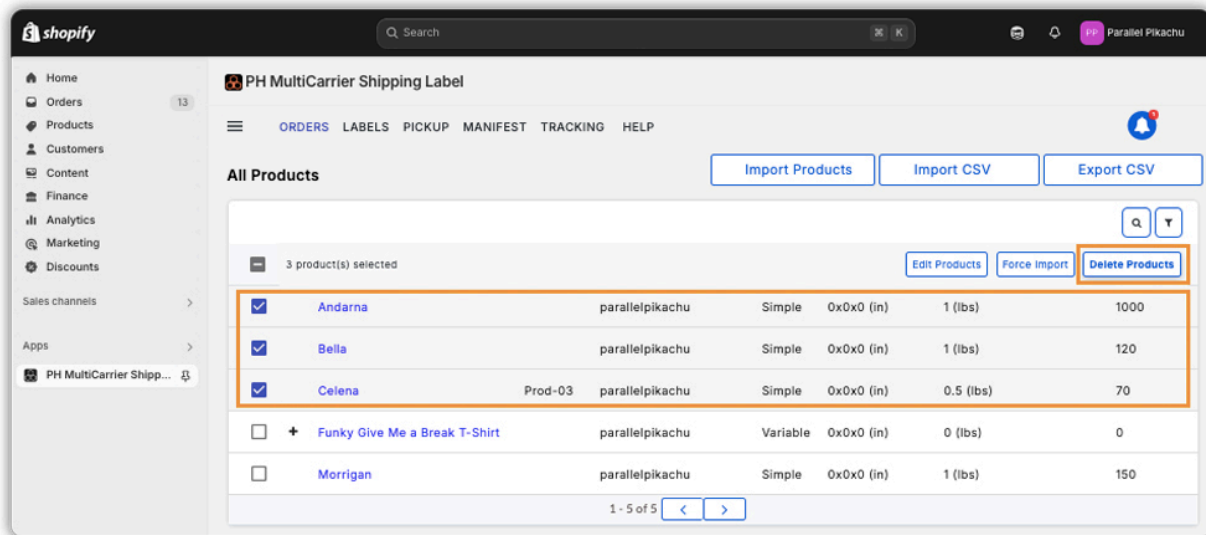 shopify
Search
⌘ K
PP Parallel Pikachu
Home
Orders 13
Products
Customers
Content
Finance
Analytics
Marketing
Discounts
Sales channels
Apps
PH MultiCarrier Shipp...
PH MultiCarrier Shipping Label
ORDERS LABELS PICKUP MANIFEST TRACKING HELP
All Products
Import Products Import CSV Export CSV
3 product(s) selected Edit Products Force Import Delete Products
Andarna parallelpikachu Simple 0x0x0 (in) 1 (lbs) 1000
Bella parallelpikachu Simple 0x0x0 (in) 1 (lbs) 120
Celena Prod-03 parallelpikachu Simple 0x0x0 (in) 0.5 (lbs) 70
+ Funky Give Me a Break T-Shirt parallelpikachu Variable 0x0x0 (in) 0 (lbs) 0
Morrigan parallelpikachu Simple 0x0x0 (in) 1 (lbs) 150
1 - 5 of 5 < >